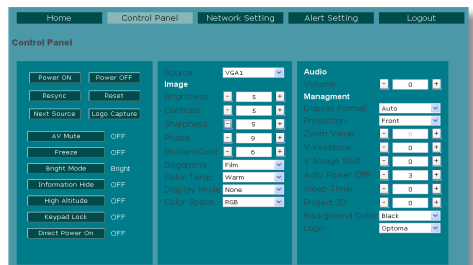 Home Control Panel Network Setting Alert Setting Logout
Control Panel
Power ON Power OFF
Resync Reset
Next Source Logo Capture
AV Mute OFF
Freeze OFF
Bright Mode Bright
Information Hide OFF
High Altitude OFF
Keypad Lock OFF
Direct Power On OFF
Source VGA1
Image
Brightness - 5 +
Contrast - 5 +
Sharpness - 5 +
Phase - 9 +
BrilliantColor - 6 +
Degamma Film
Color Temp. Warm
Display Mode None
Color Space RGB
Audio
Volume - 0 +
Managment
Display Format Auto
Projection Front
Zoom Value - 0 +
V.Keystone - 0 +
V.Image Shift - 0 +
Auto Power OFF - 3 +
Sleep Timer - 0 +
Project ID - 0 +
Background Color Black
Logo Optoma